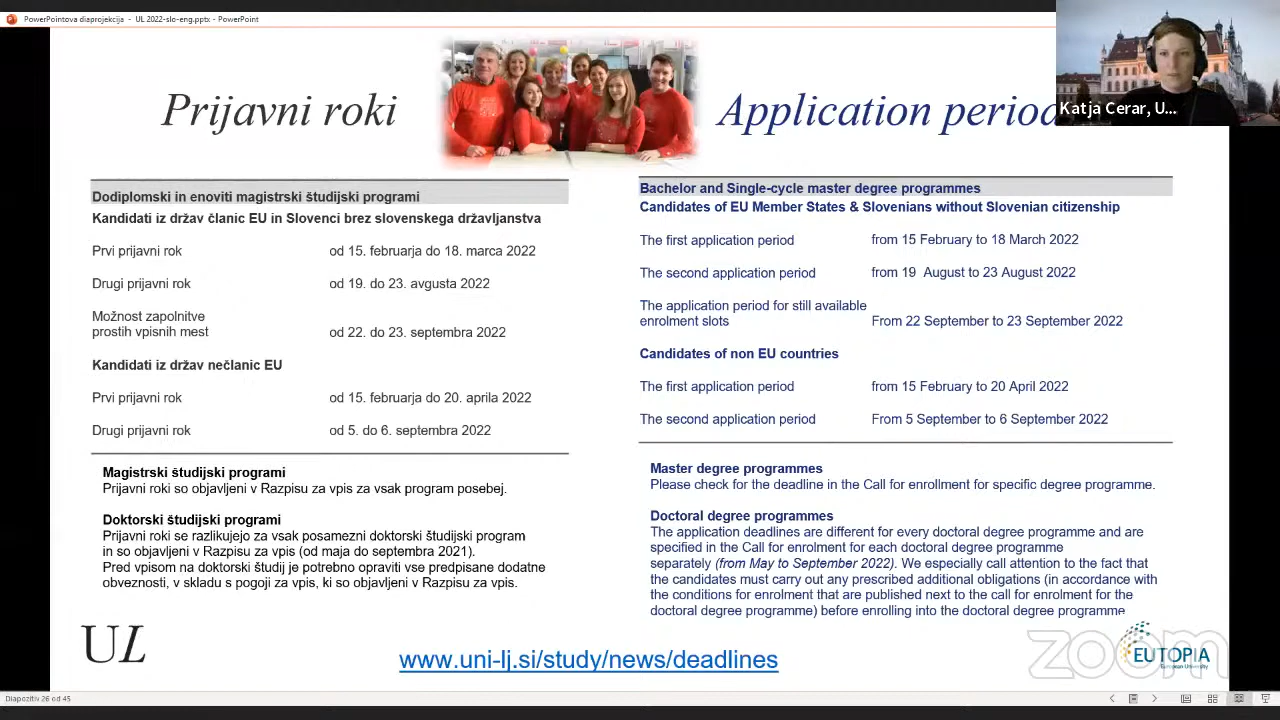 PowerPointova diaprojekcija - UL 2022-slo-eng.pptx - PowerPoint
Katja Cerar, U...
Prijavni roki
Application period
Dodiplomski in enoviti magistrski študijski programi
Kandidati iz držav članic EU in Slovenci brez slovenskega državljanstva
Prvi prijavni rok od 15. februarja do 18. marca 2022
Drugi prijavni rok od 19. do 23. avgusta 2022
Možnost zapolnitve
prostih vpisnih mest od 22. do 23. septembra 2022
Kandidati iz držav nečlanic EU
Prvi prijavni rok od 15. februarja do 20. aprila 2022
Drugi prijavni rok od 5. do 6. septembra 2022
Magistrski študijski programi
Prijavni roki so objavljeni v Razpisu za vpis za vsak program posebej.
Doktorski študijski programi
Prijavni roki se razlikujejo za vsak posamezni doktorski študijski program
in so objavljeni v Razpisu za vpis (od maja do septembra 2021).
Pred vpisom na doktorski študij je potrebno opraviti vse predpisane dodatne
obveznosti, v skladu s pogoji za vpis, ki so objavljeni v Razpisu za vpis.
Bachelor and Single-cycle master degree programmes
Candidates of EU Member States & Slovenians without Slovenian citizenship
The first application period from 15 February to 18 March 2022
The second application period from 19 August to 23 August 2022
The application period for still available
enrolment slots From 22 September to 23 September 2022
Candidates of non EU countries
The first application period from 15 February to 20 April 2022
The second application period From 5 September to 6 September 2022
Master degree programmes
Please check for the deadline in the Call for enrollment for specific degree programme.
Doctoral degree programmes
The application deadlines are different for every doctoral degree programme and are
specified in the Call for enrolment for each doctoral degree programme
separately (from May to September 2022). We especially call attention to the fact that
the candidates must carry out any prescribed additional obligations (in accordance with
the conditions for enrolment that are published next to the call for enrolment for the
doctoral degree programme) before enrolling into the doctoral degree programme.
UL
www.uni-lj.si/study/news/deadlines
zoom
EUTOPIA
European University
Diapozitiv 26 od 45